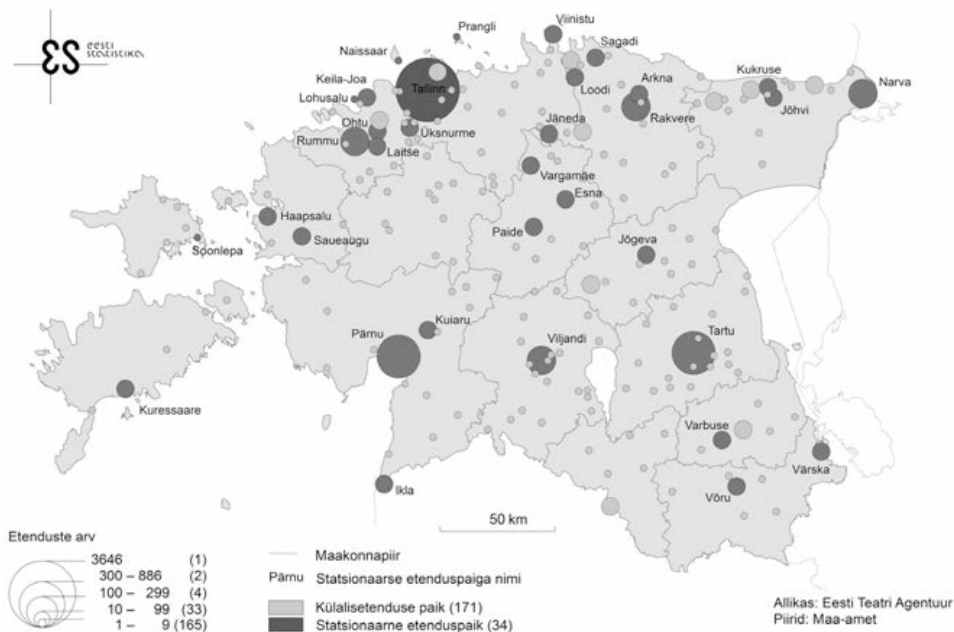 eesti
statistika
Prangli
Viinistu
Naissaar
Sagadi
Keila-Joa
Tallinn
Loodi
Arkna
Kukruse
Narva
Lohusalu
Jõhvi
Ohtu
Üksnurme
Jäneda
Rakvere
Rummu
Laitse
Vargamäe
Esna
Haapsalu
Saueaugu
Paide
Soonlepa
Jõgeva
Kuiaru
Pärnu
Viljandi
Tartu
Kuressaare
Varbuse
Värska
Ikla
Võru
50 km
Etenduste arv
3646 (1)
300 – 886 (2)
100 – 299 (4)
10 – 99 (33)
1 – 9 (165)
Maakonnapiir
Pärnu Statsionaarse etenduspaiga nimi
Külalisetenduse paik (171)
Statsionaarne etenduspaik (34)
Allikas: Eesti Teatri Agentuur
Piirid: Maa-amet